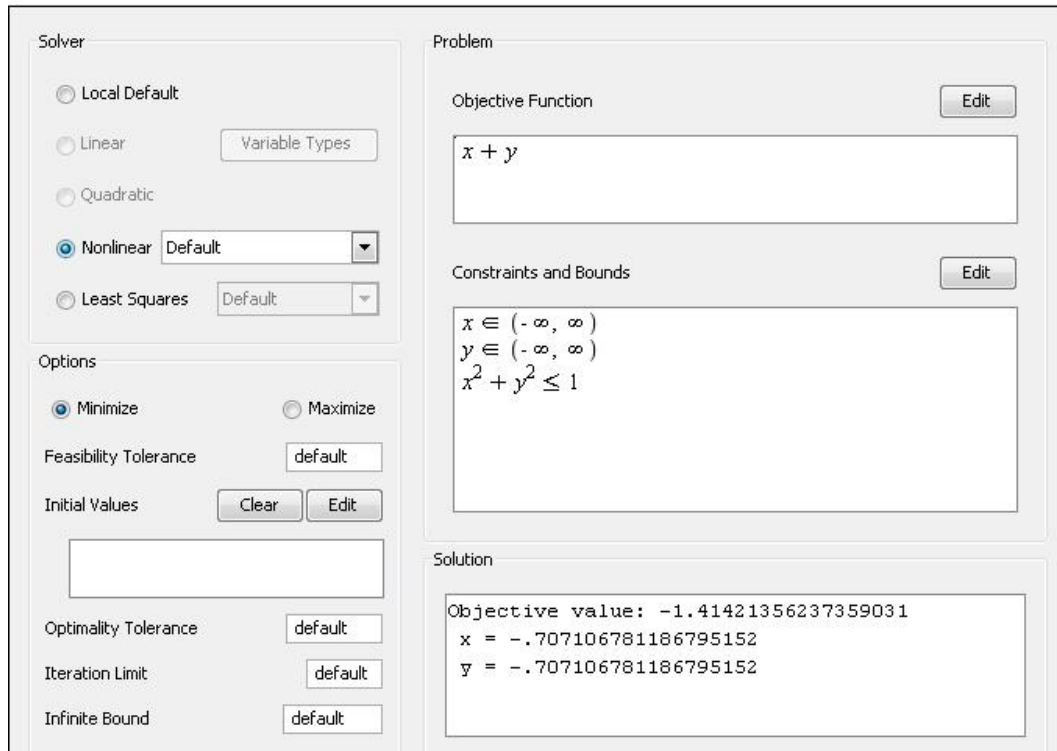 Solver
Local Default
Linear Variable Types
Quadratic
Nonlinear Default
Least Squares Default
Options
Minimize Maximize
Feasibility Tolerance default
Initial Values Clear Edit
Optimality Tolerance default
Iteration Limit default
Infinite Bound default
Problem
Objective Function Edit
x + y
Constraints and Bounds Edit
x ∈ (-∞, ∞)
y ∈ (-∞, ∞)
x² + y² ≤ 1
Solution
Objective value: -1.41421356237359031
x = -.707106781186795152
y = -.707106781186795152